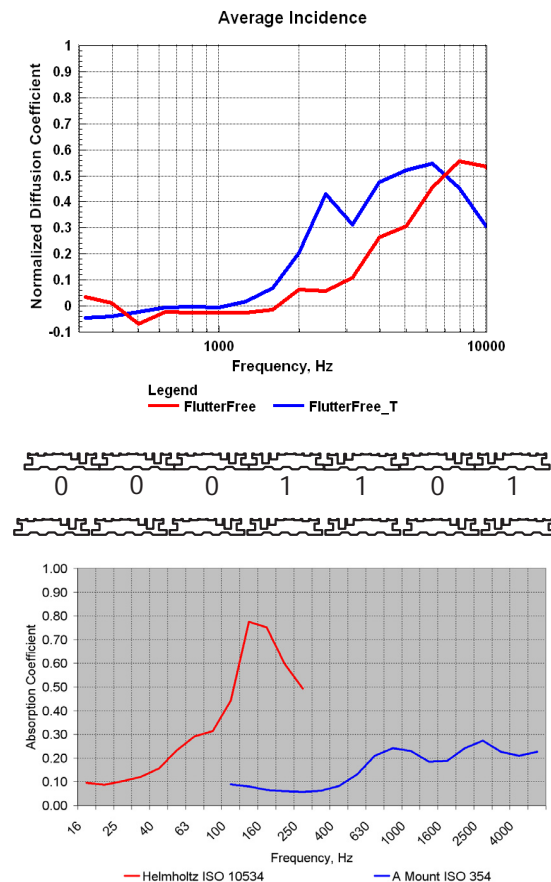 Average Incidence
Normalized Diffusion Coefficient
1
0.9
0.8
0.7
0.6
0.5
0.4
0.3
0.2
0.1
0
-0.1
1000 10000
Frequency, Hz
Legend
FlutterFree FlutterFree_T
0 0 0 1 1 0 1
Absorption Coefficient
1.00
0.90
0.80
0.70
0.60
0.50
0.40
0.30
0.20
0.10
0.00
16 25 40 63 100 160 250 400 630 1000 1600 2500 4000
Frequency, Hz
Helmholtz ISO 10534 A Mount ISO 354